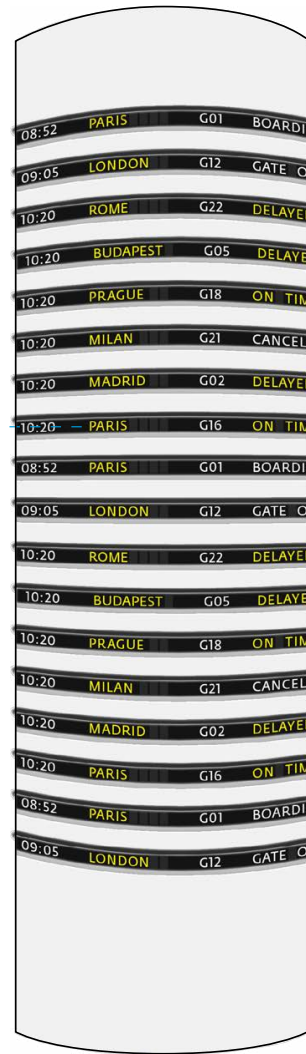 08:52 PARIS G01 BOARDI
09:05 LONDON G12 GATE O
10:20 ROME G22 DELAYE
10:20 BUDAPEST G05 DELAYE
10:20 PRAGUE G18 ON TIM
10:20 MILAN G21 CANCEL
10:20 MADRID G02 DELAYE
10:20 PARIS G16 ON TIM
08:52 PARIS G01 BOARDI
09:05 LONDON G12 GATE O
10:20 ROME G22 DELAYE
10:20 BUDAPEST G05 DELAYE
10:20 PRAGUE G18 ON TIM
10:20 MILAN G21 CANCEL
10:20 MADRID G02 DELAYE
10:20 PARIS G16 ON TIM
08:52 PARIS G01 BOARDI
09:05 LONDON G12 GATE O